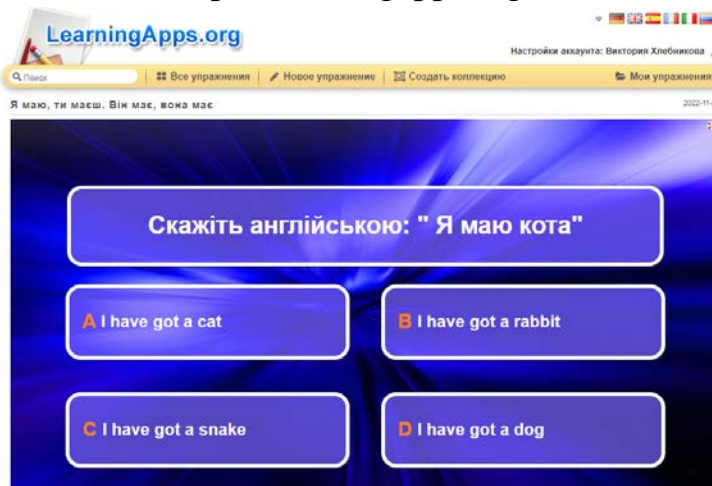 LearningApps.org
Настройки аккаунта: Виктория Хлебникова
Поиск
Все упражнения
Новое упражнение
Создать коллекцию
Мои упражнения
Я маю, ти маєш. Він має, вона має
2022-11-
Скажіть англійською: " Я маю кота"
A I have got a cat
B I have got a rabbit
C I have got a snake
D I have got a dog